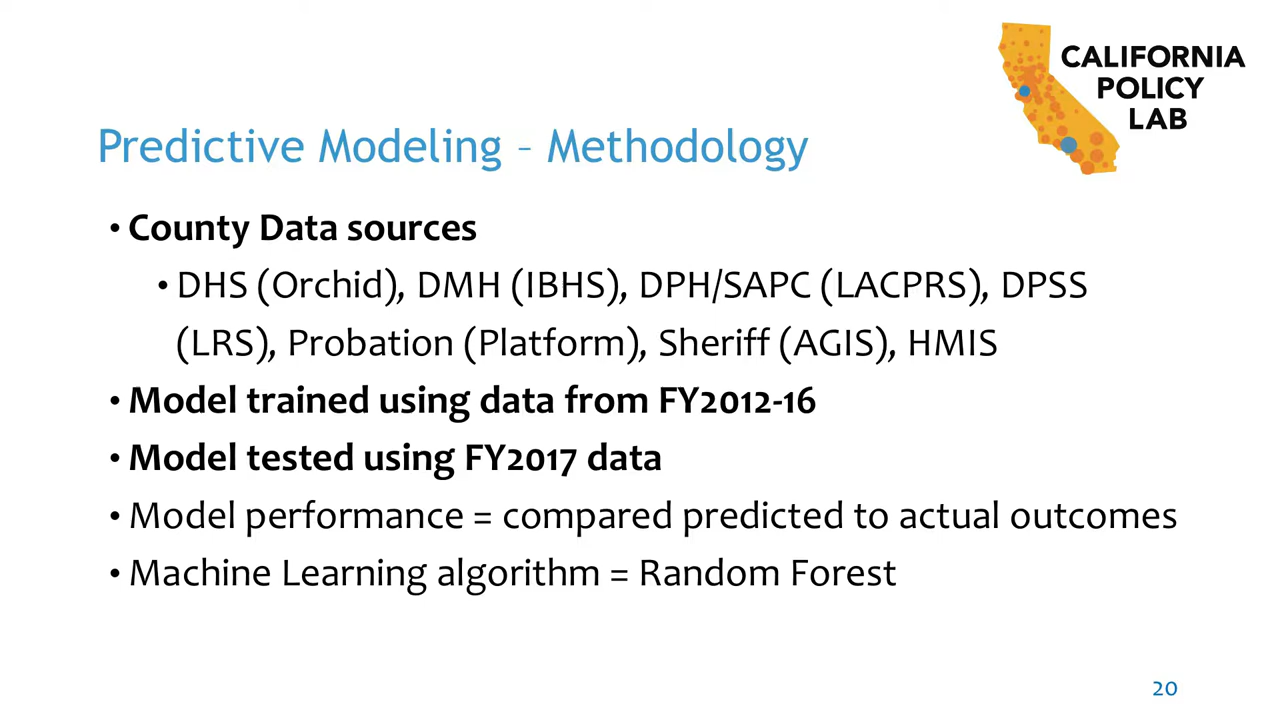 CALIFORNIA
POLICY
LAB
Predictive Modeling – Methodology
• County Data sources
• DHS (Orchid), DMH (IBHS), DPH/SAPC (LACPRS), DPSS
(LRS), Probation (Platform), Sheriff (AGIS), HMIS
• Model trained using data from FY2012-16
• Model tested using FY2017 data
• Model performance = compared predicted to actual outcomes
• Machine Learning algorithm = Random Forest
20